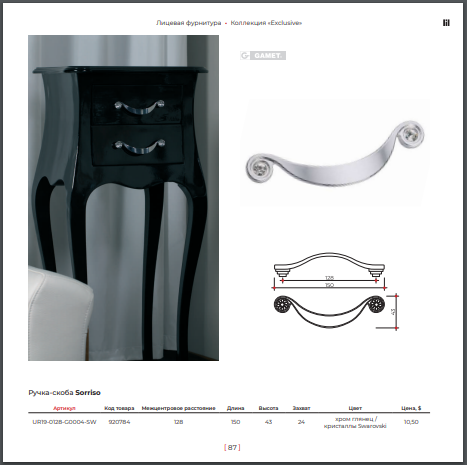 Лицевая фурнитура • Коллекция «Exclusive»
GAMET.
128
150
43
Ручка-скоба Sorriso
Артикул Код товара Межцентровое расстояние Длина Высота Захват Цвет Цена, $
UR19-0128-G0004-SW 920784 128 150 43 24 хром глянец / кристаллы Swarovski 10,50
[ 87 ]